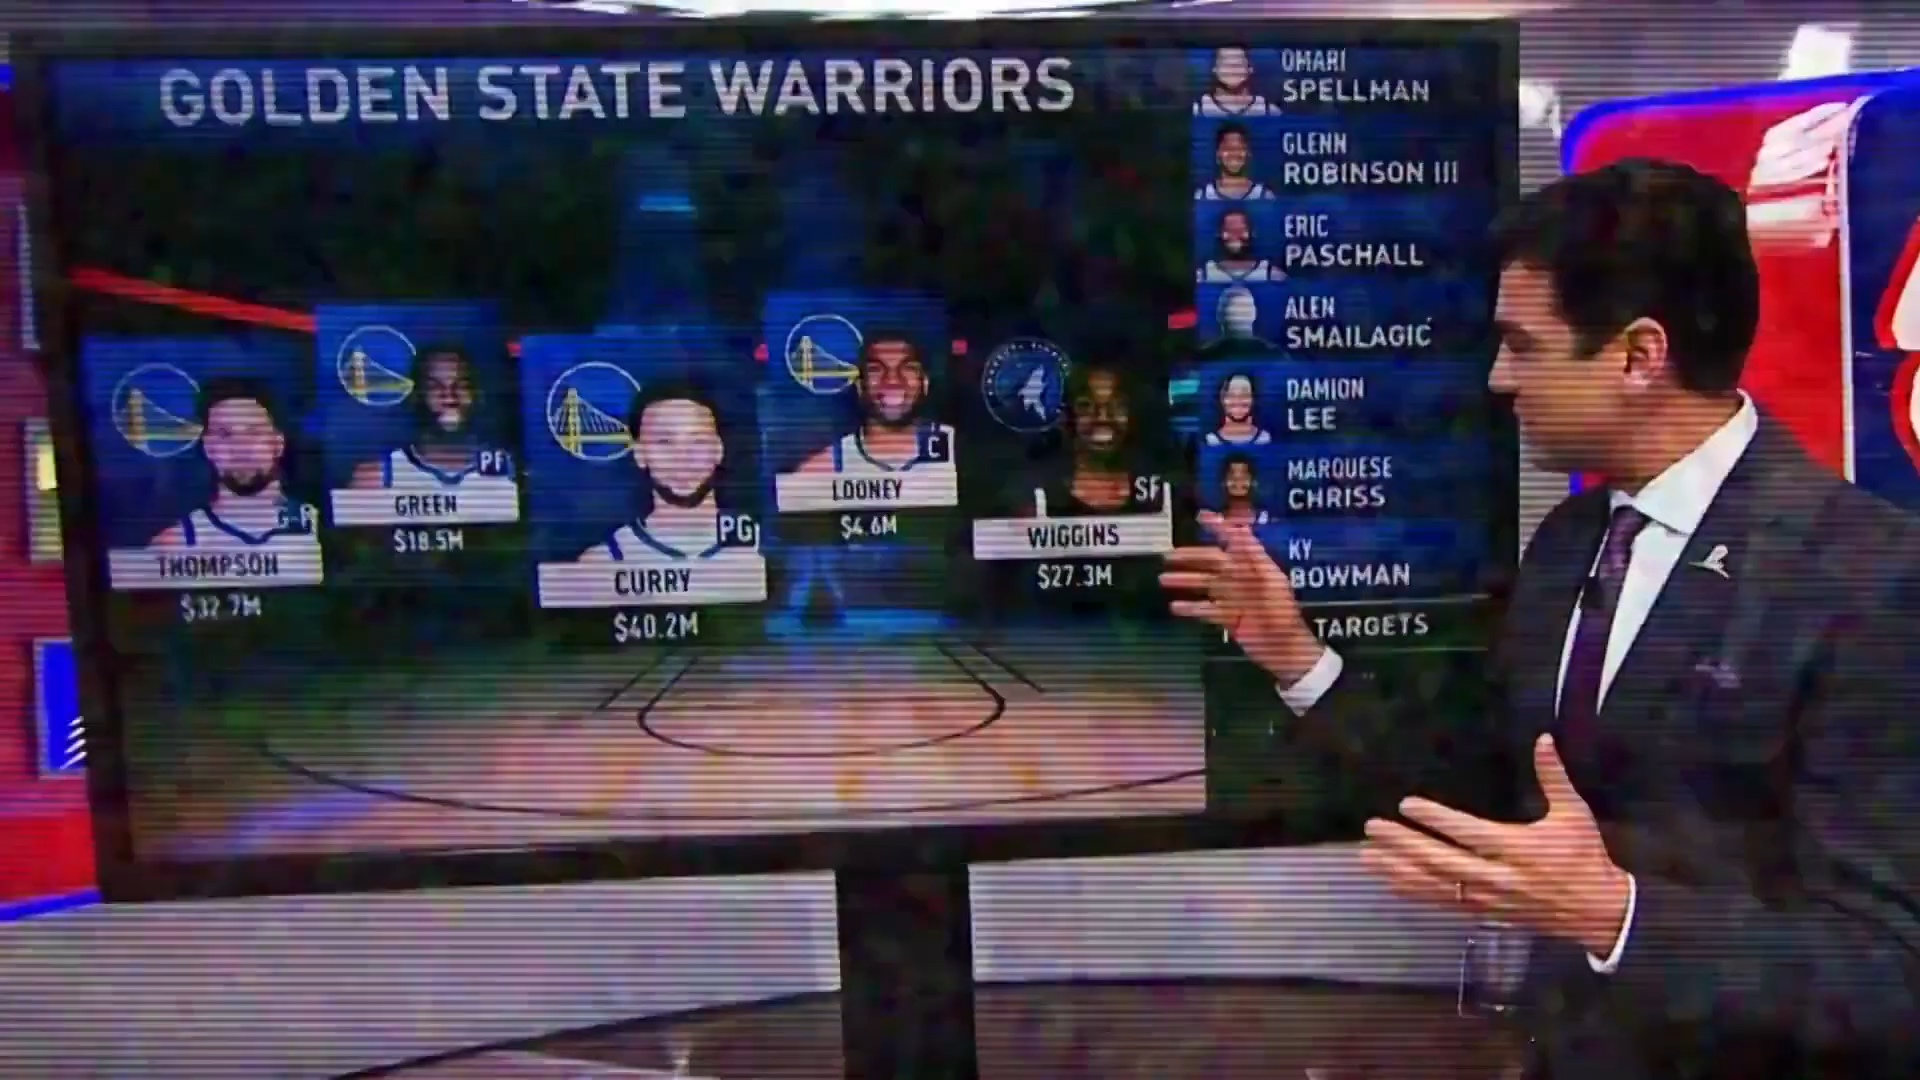 GOLDEN STATE WARRIORS
THOMPSON
$32.7M
PF
GREEN
$18.5M
PG
CURRY
$40.2M
C
LOONEY
$4.6M
SF
WIGGINS
$27.3M
OMARI
SPELLMAN
GLENN
ROBINSON III
ERIC
PASCHALL
ALEN
SMAILAGIĆ
DAMION
LEE
MARQUESE
CHRISS
KY
BOWMAN
TARGETS